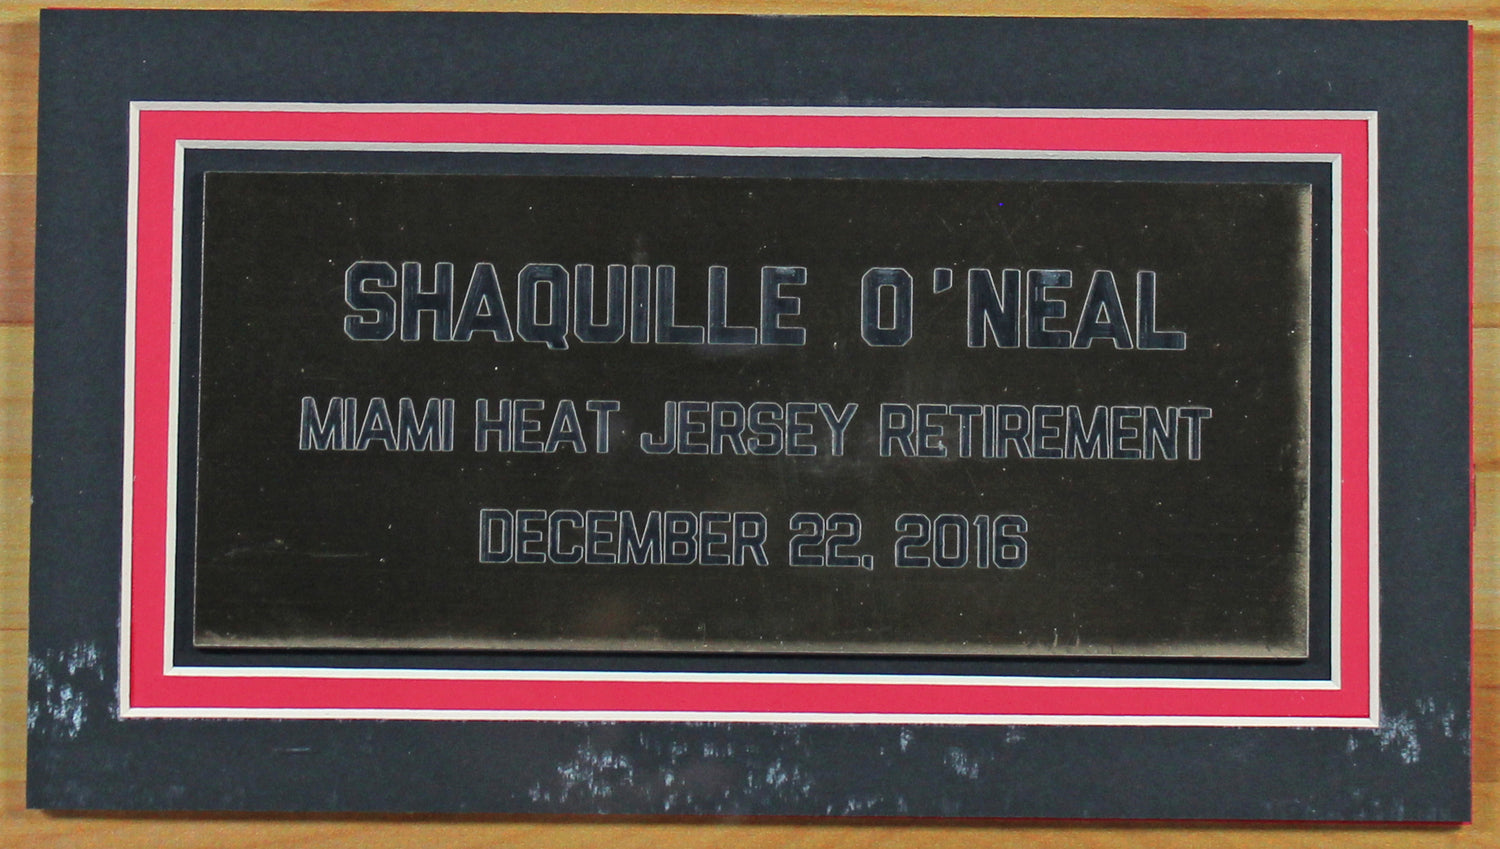 SHAQUILLE O'NEAL
MIAMI HEAT JERSEY RETIREMENT
DECEMBER 22, 2016